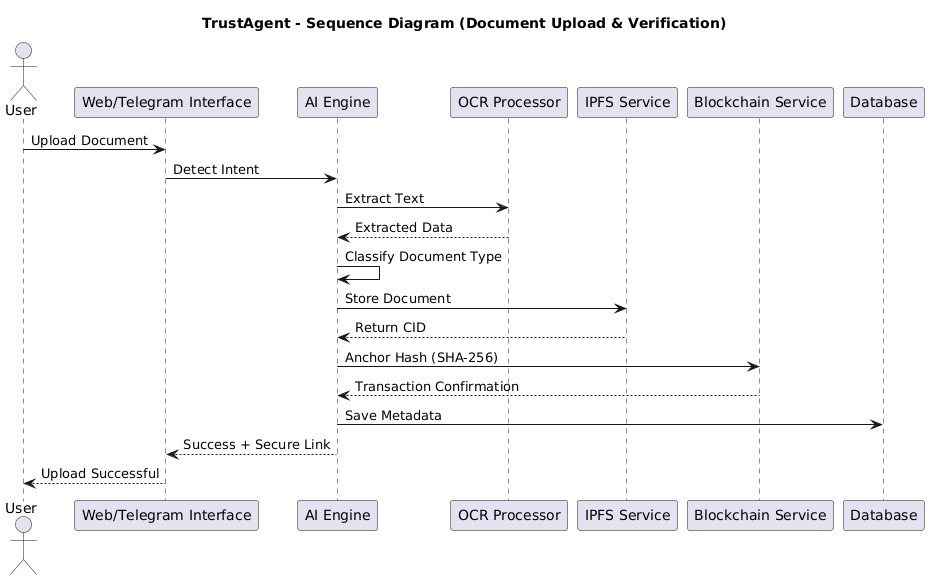 TrustAgent - Sequence Diagram (Document Upload & Verification)
User
Web/Telegram Interface
AI Engine
OCR Processor
IPFS Service
Blockchain Service
Database
Upload Document
Detect Intent
Extract Text
Extracted Data
Classify Document Type
Store Document
Return CID
Anchor Hash (SHA-256)
Transaction Confirmation
Save Metadata
Success + Secure Link
Upload Successful
User
Web/Telegram Interface
AI Engine
OCR Processor
IPFS Service
Blockchain Service
Database